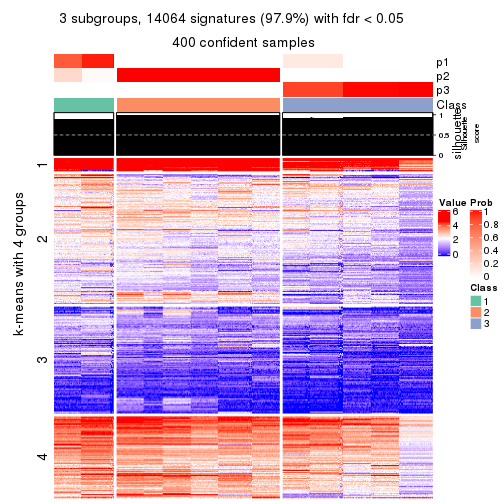 3 subgroups, 14064 signatures (97.9%) with fdr < 0.05
400 confident samples
p1
p2
p3
Class
1
0.5
0
silhouette
Silhouette
score
k-means with 4 groups
1
2
3
4
Value
6
4
2
0
Prob
1
0.8
0.6
0.4
0.2
0
Class
1
2
3